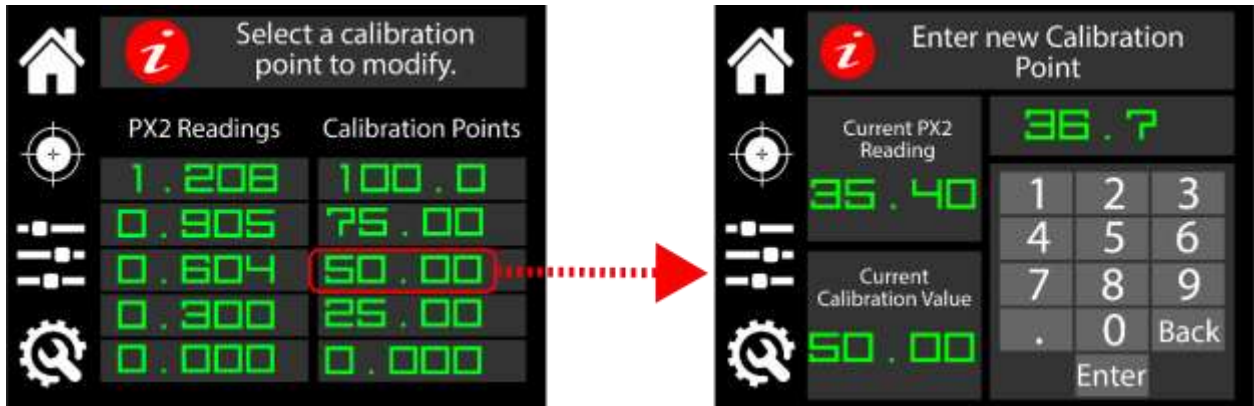 i
Select a calibration
point to modify.
PX2 Readings Calibration Points
1.208 100.0
0.905 75.00
0.604 50.00
0.300 25.00
0.000 0.000
i
Enter new Calibration
Point
Current PX2
Reading
35.40
Current
Calibration Value
50.00
36.7
1 2 3
4 5 6
7 8 9
. 0 Back
Enter